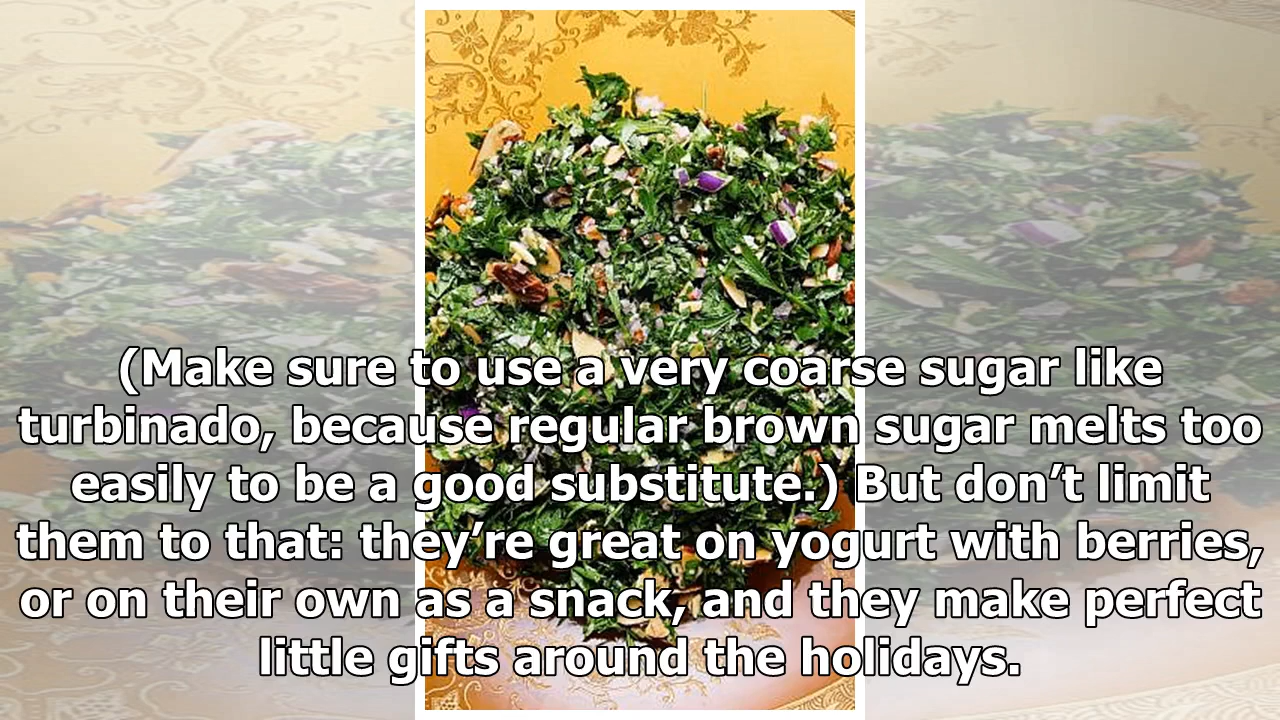 (Make sure to use a very coarse sugar like
turbinado, because regular brown sugar melts too
easily to be a good substitute.) But don’t limit
them to that: they’re great on yogurt with berries,
or on their own as a snack, and they make perfect
little gifts around the holidays.